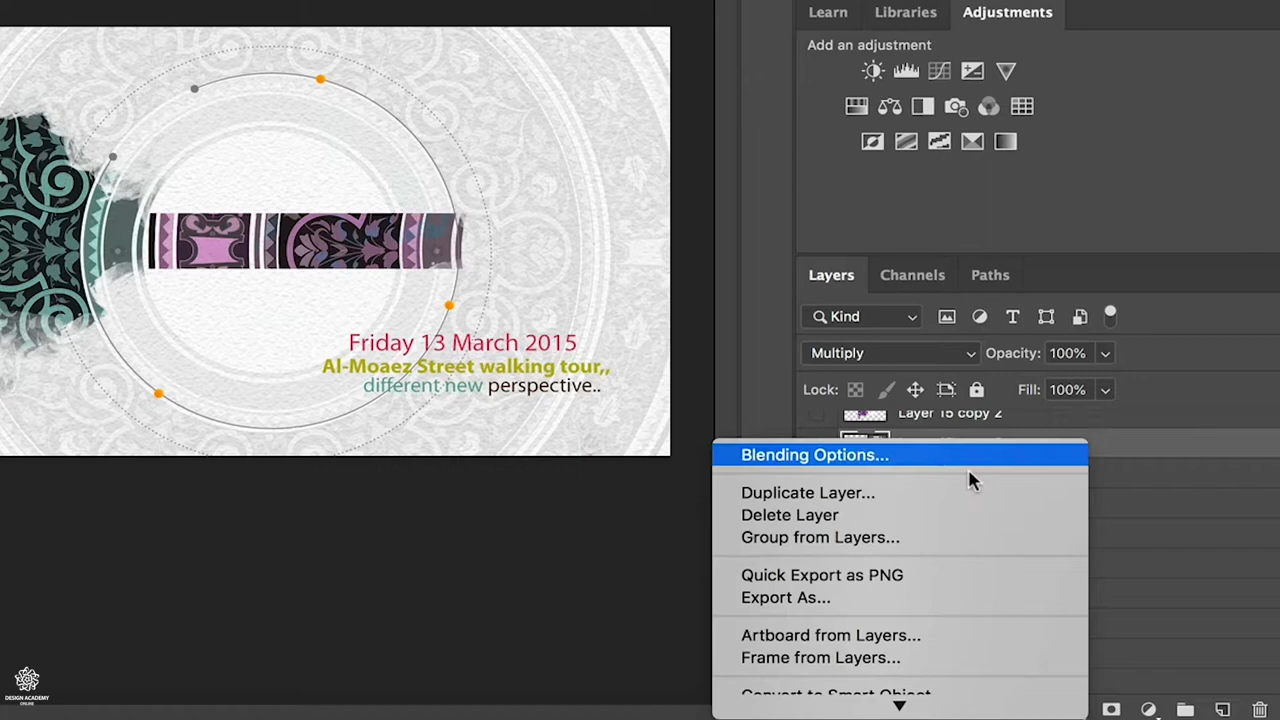 Learn Libraries Adjustments
Add an adjustment
Friday 13 March 2015
Al-Moaez Street walking tour,,
different new perspective..
Layers Channels Paths
Kind
Multiply Opacity: 100%
Lock: Fill: 100%
Layer 15 copy 2
Blending Options...
Duplicate Layer...
Delete Layer
Group from Layers...
Quick Export as PNG
Export As...
Artboard from Layers...
Frame from Layers...
Convert to Smart Object
DESIGN ACADEMY
ONLINE